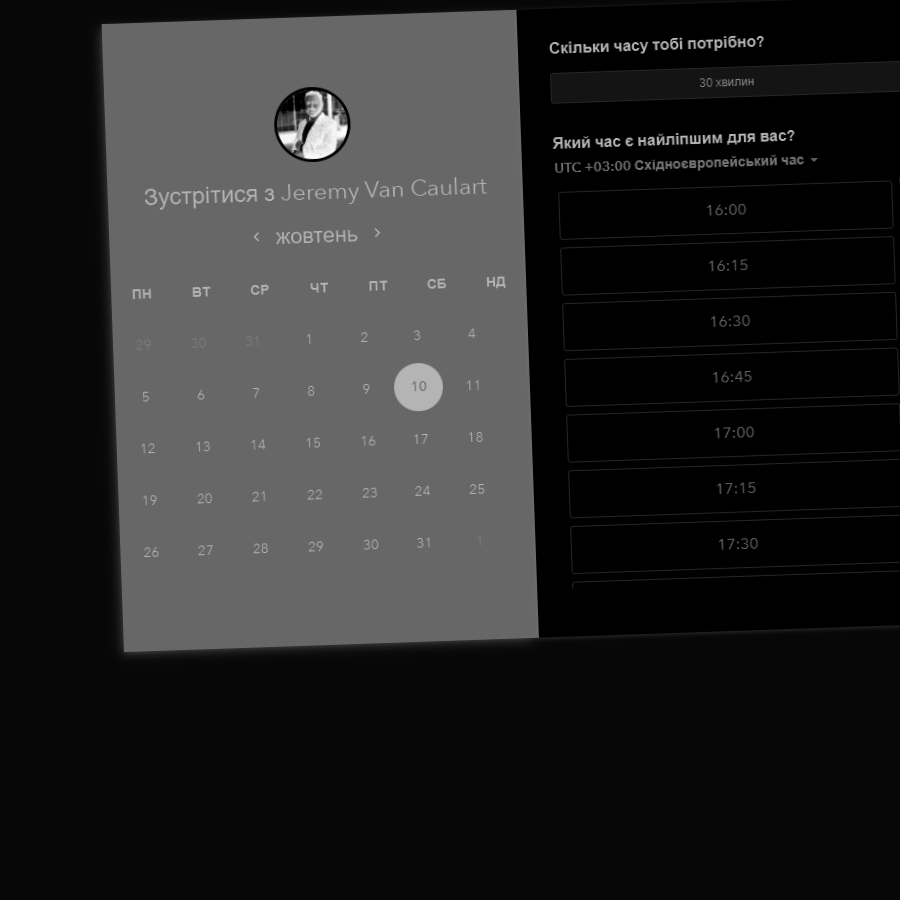 Зустрітися з Jeremy Van Caulart
жовтень
ПН ВТ СР ЧТ ПТ СБ НД
29 30 31 1 2 3 4
5 6 7 8 9 10 11
12 13 14 15 16 17 18
19 20 21 22 23 24 25
26 27 28 29 30 31 1
Скільки часу тобі потрібно?
30 хвилин
Який час є найліпшим для вас?
UTC +03:00 Східноєвропейський час
16:00
16:15
16:30
16:45
17:00
17:15
17:30